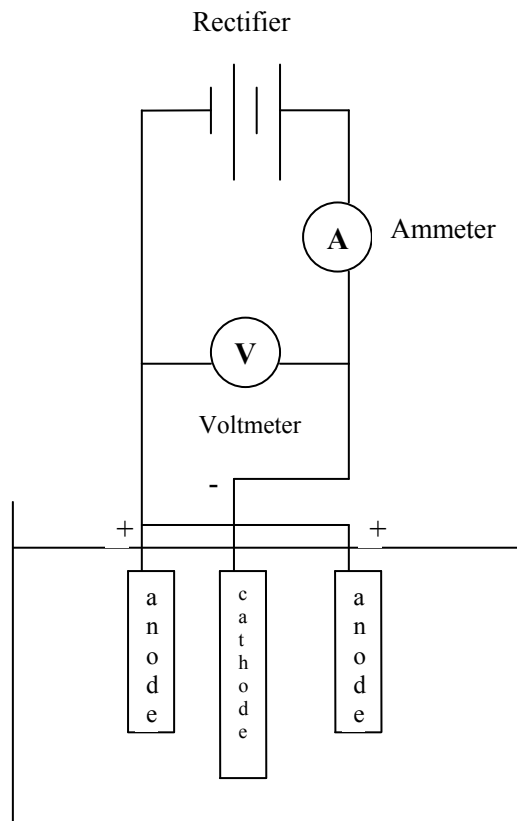 Rectifier
A
Ammeter
V
Voltmeter
-
+
+
anode
cathode
anode